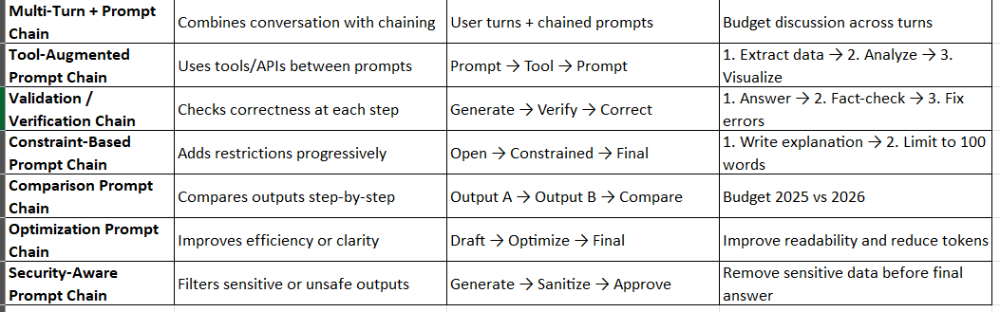 Multi-Turn + Prompt
Chain
Combines conversation with chaining
User turns + chained prompts
Budget discussion across turns
Tool-Augmented
Prompt Chain
Uses tools/APIs between prompts
Prompt → Tool → Prompt
1. Extract data → 2. Analyze → 3.
Visualize
Validation /
Verification Chain
Checks correctness at each step
Generate → Verify → Correct
1. Answer → 2. Fact-check → 3. Fix
errors
Constraint-Based
Prompt Chain
Adds restrictions progressively
Open → Constrained → Final
1. Write explanation → 2. Limit to 100
words
Comparison Prompt
Chain
Compares outputs step-by-step
Output A → Output B → Compare
Budget 2025 vs 2026
Optimization Prompt
Chain
Improves efficiency or clarity
Draft → Optimize → Final
Improve readability and reduce tokens
Security-Aware
Prompt Chain
Filters sensitive or unsafe outputs
Generate → Sanitize → Approve
Remove sensitive data before final
answer